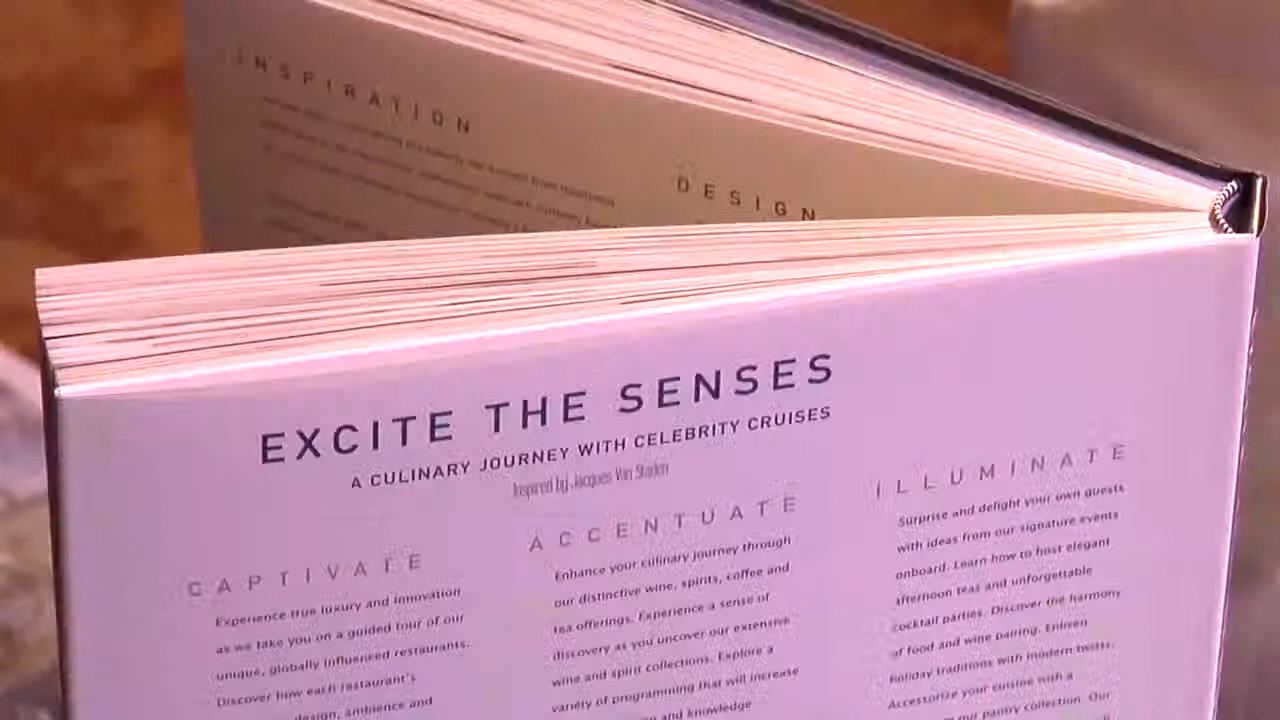 INSPIRATION
DESIGN
EXCITE THE SENSES
A CULINARY JOURNEY WITH CELEBRITY CRUISES
Inspired by Jacques Van Staden
CAPTIVATE
Experience true luxury and innovation
as we take you on a guided tour of our
unique, globally influenced restaurants.
Discover how each restaurant's
design, ambience and
ACCENTUATE
Enhance your culinary journey through
our distinctive wine, spirits, coffee and
tea offerings. Experience a sense of
discovery as you uncover our extensive
wine and spirit collections. Explore a
variety of programming that will increase
and knowledge
ILLUMINATE
Surprise and delight your own guests
with ideas from our signature events
onboard. Learn how to host elegant
afternoon teas and unforgettable
cocktail parties. Discover the harmony
of food and wine pairing. Enliven
holiday traditions with modern twists.
Accessorize your cuisine with a
our pantry collection. Our